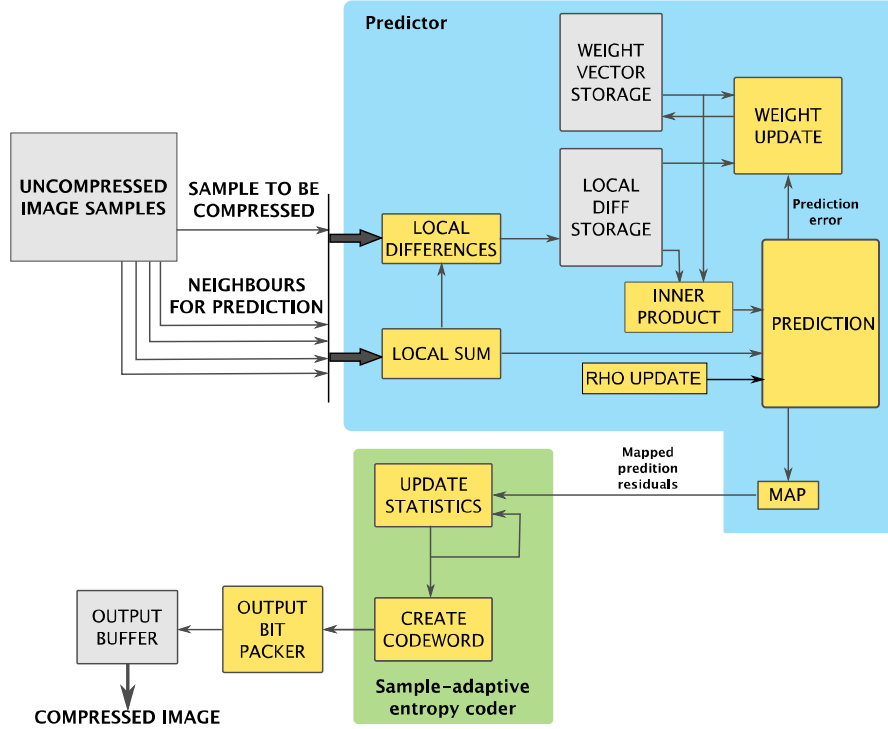 Predictor
WEIGHT
VECTOR
STORAGE
WEIGHT
UPDATE
UNCOMPRESSED
IMAGE SAMPLES
SAMPLE TO BE
COMPRESSED
LOCAL
DIFFERENCES
LOCAL
DIFF
STORAGE
Prediction
error
NEIGHBOURS
FOR PREDICTION
INNER
PRODUCT
PREDICTION
LOCAL SUM
RHO UPDATE
Mapped
predition
residuals
MAP
UPDATE
STATISTICS
CREATE
CODEWORD
OUTPUT
BIT
PACKER
OUTPUT
BUFFER
Sample-adaptive
entropy coder
COMPRESSED IMAGE